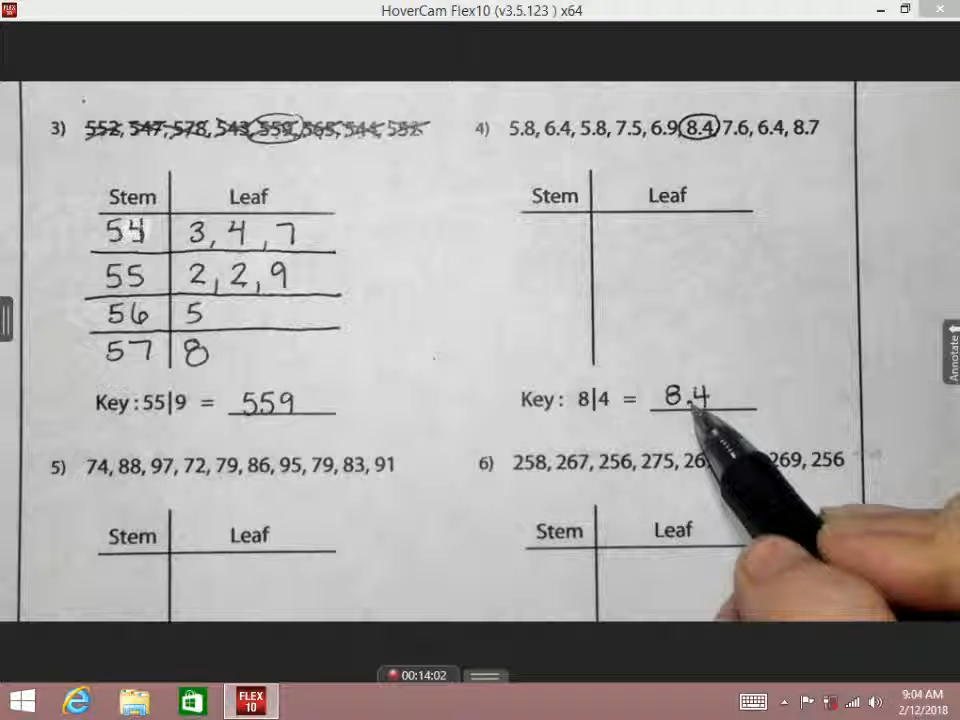 HoverCam Flex10 (v3.5.123 ) x64
3) 552, 547, 578, 543, 559, 565, 544, 552
Stem Leaf
54 3, 4, 7
55 2, 2, 9
56 5
57 8
Key : 55|9 = 559
4) 5.8, 6.4, 5.8, 7.5, 6.9, 8.4, 7.6, 6.4, 8.7
Stem Leaf
Key : 8|4 = 8.4
5) 74, 88, 97, 72, 79, 86, 95, 79, 83, 91
Stem Leaf
6) 258, 267, 256, 275, 26 269, 256
Stem Leaf
Annotate
00:14:02
FLEX
10
9:04 AM
2/12/2018